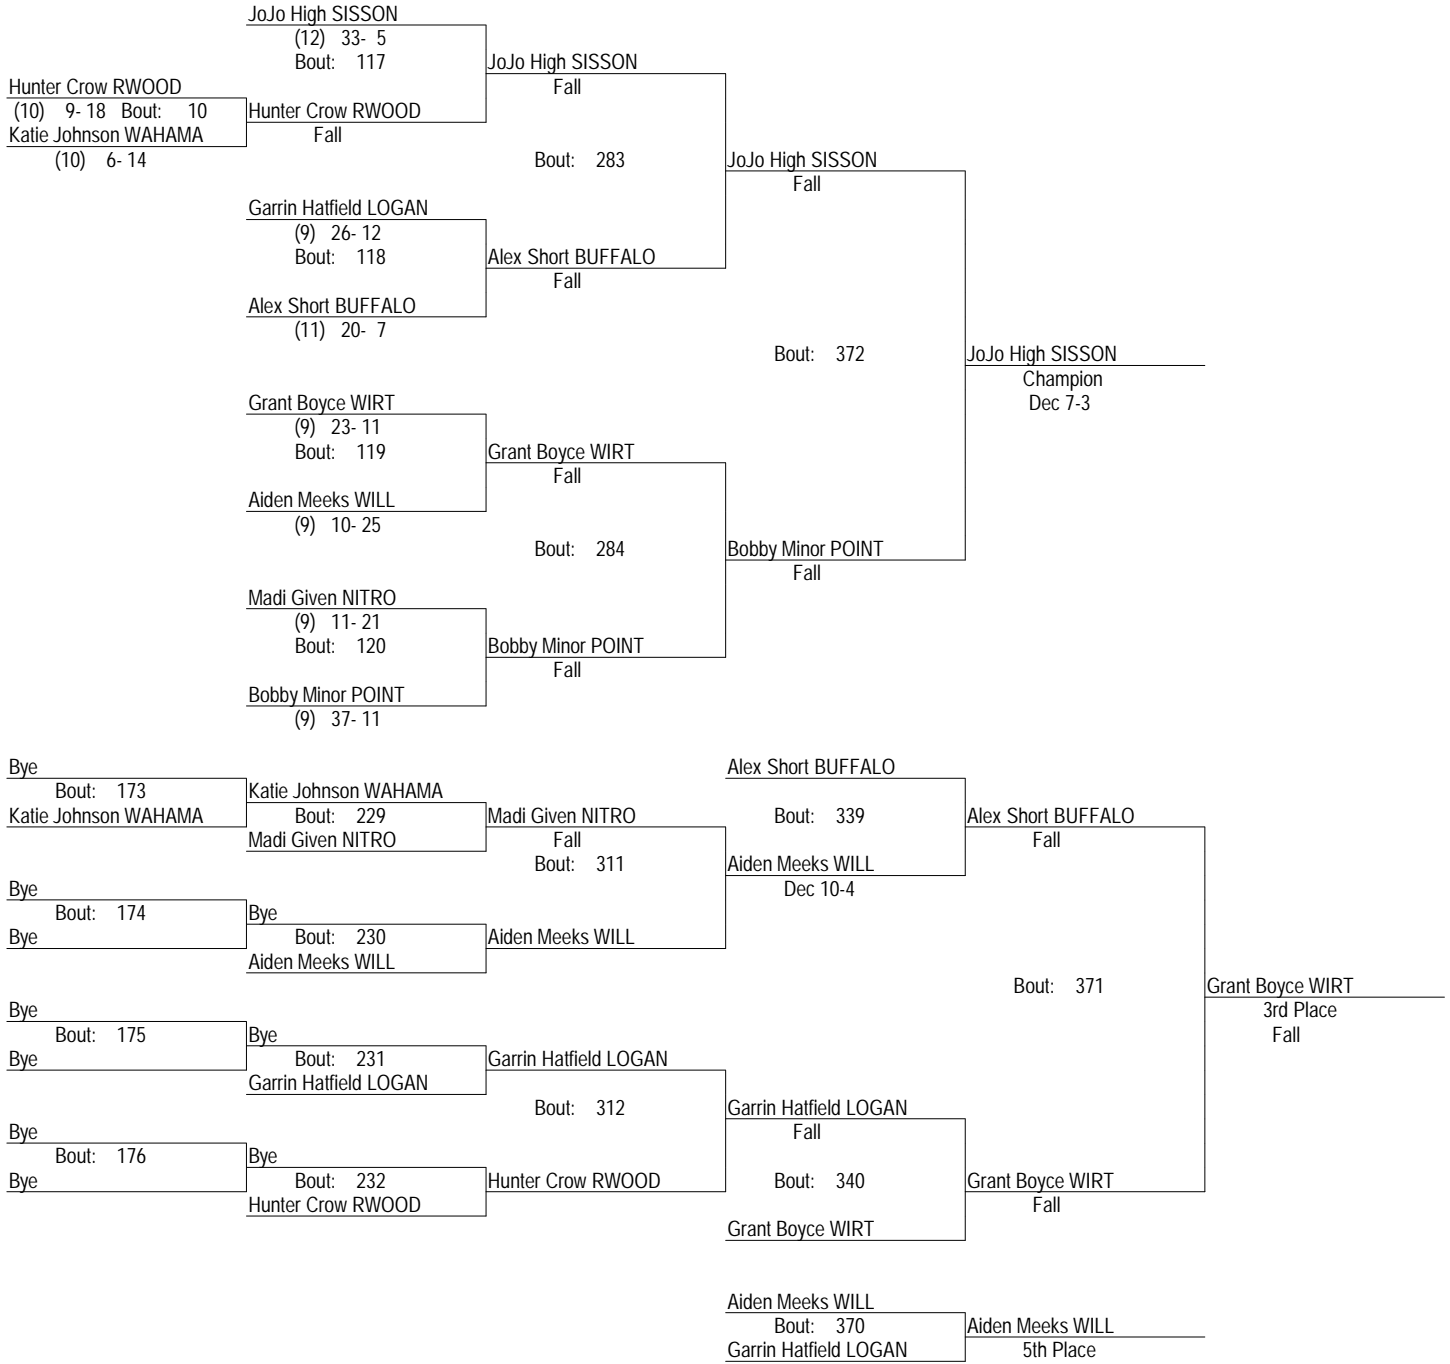 JoJo High SISSON
(12) 33- 5
Bout: 117
JoJo High SISSON
Fall
Hunter Crow RWOOD
(10) 9- 18 Bout: 10
Hunter Crow RWOOD
Katie Johnson WAHAMA
Fall
(10) 6- 14
Bout: 283
JoJo High SISSON
Fall
Garrin Hatfield LOGAN
(9) 26- 12
Bout: 118
Alex Short BUFFALO
Fall
Alex Short BUFFALO
(11) 20- 7
Bout: 372
JoJo High SISSON
Champion
Dec 7-3
Grant Boyce WIRT
(9) 23- 11
Bout: 119
Grant Boyce WIRT
Fall
Aiden Meeks WILL
(9) 10- 25
Bout: 284
Bobby Minor POINT
Fall
Madi Given NITRO
(9) 11- 21
Bout: 120
Bobby Minor POINT
Fall
Bobby Minor POINT
(9) 37- 11
Bye
Alex Short BUFFALO
Bout: 173
Katie Johnson WAHAMA
Katie Johnson WAHAMA
Bout: 229
Madi Given NITRO
Bout: 339
Alex Short BUFFALO
Madi Given NITRO
Fall
Fall
Bout: 311
Aiden Meeks WILL
Dec 10-4
Bye
Bout: 174
Bye
Bye
Bout: 230
Aiden Meeks WILL
Aiden Meeks WILL
Bout: 371
Grant Boyce WIRT
3rd Place
Fall
Bye
Bout: 175
Bye
Bye
Bout: 231
Garrin Hatfield LOGAN
Garrin Hatfield LOGAN
Bout: 312
Garrin Hatfield LOGAN
Fall
Bye
Bout: 176
Bye
Bye
Bout: 232
Hunter Crow RWOOD
Bout: 340
Grant Boyce WIRT
Hunter Crow RWOOD
Fall
Grant Boyce WIRT
Aiden Meeks WILL
Bout: 370
Aiden Meeks WILL
Garrin Hatfield LOGAN
5th Place